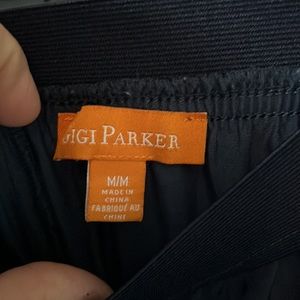 GIGI PARKER
M/M
MADE IN
CHINA
FABRIQUÉ AU
CHINE